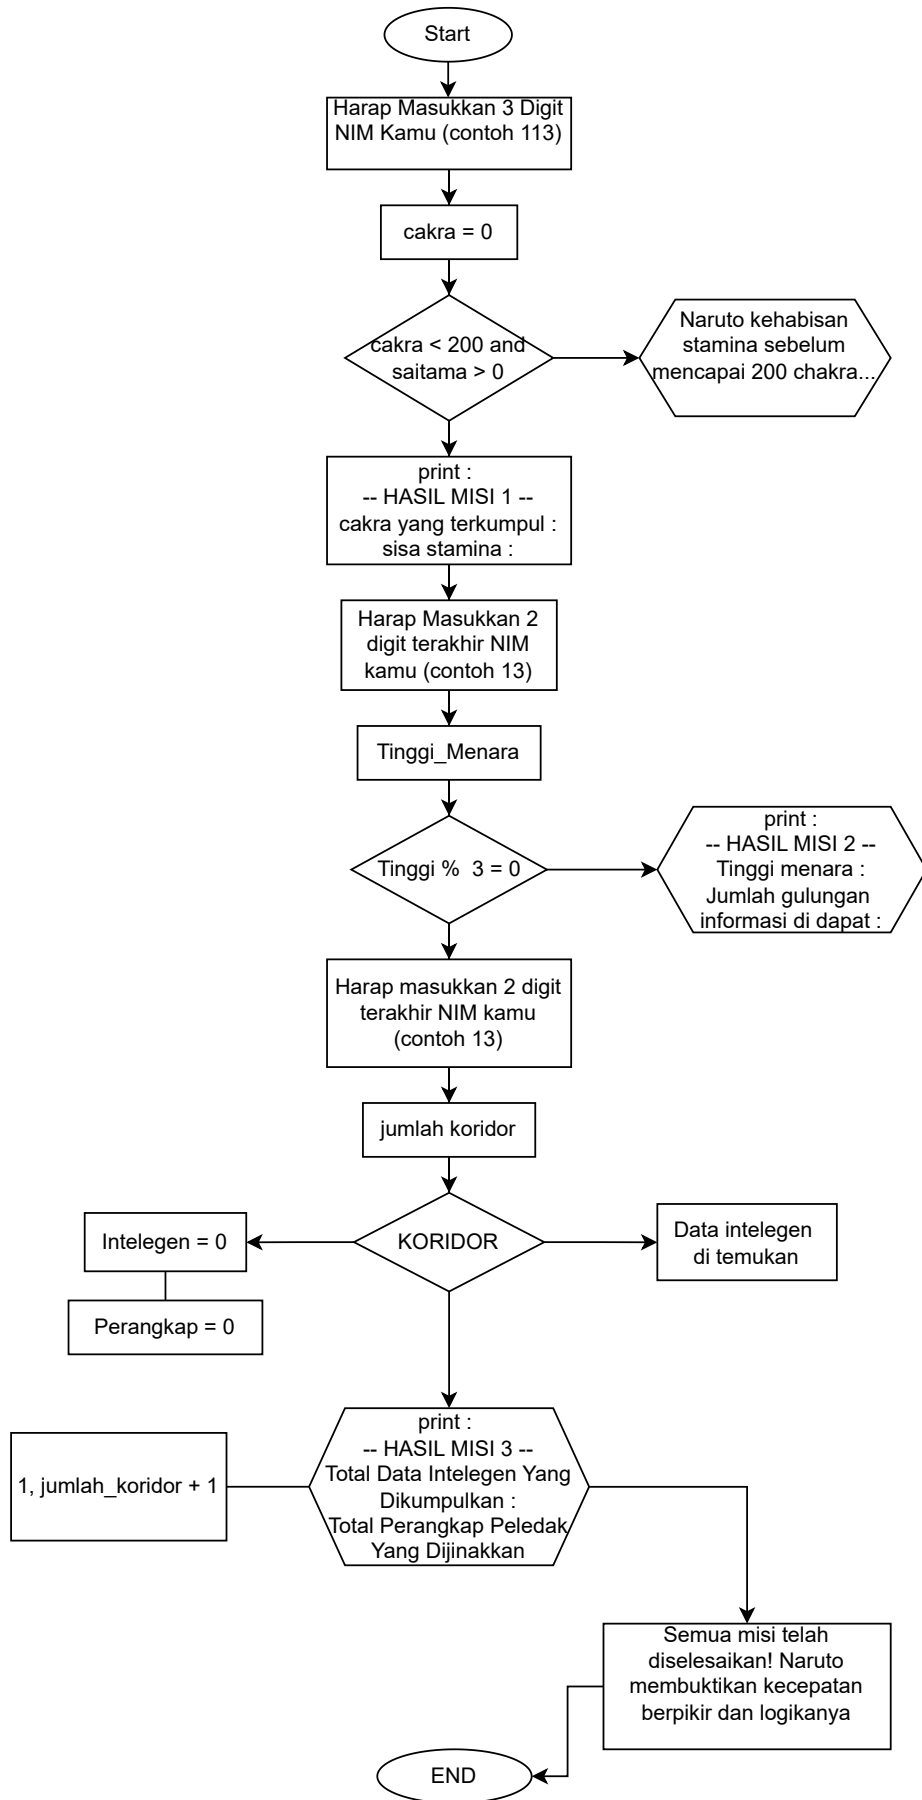 Start
Harap Masukkan 3 Digit
NIM Kamu (contoh 113)
cakra = 0
cakra < 200 and
saitama > 0
Naruto kehabisan
stamina sebelum
mencapai 200 chakra...
print :
-- HASIL MISI 1 --
cakra yang terkumpul :
sisa stamina :
Harap Masukkan 2
digit terakhir NIM
kamu (contoh 13)
Tinggi_Menara
Tinggi % 3 = 0
print :
-- HASIL MISI 2 --
Tinggi menara :
Jumlah gulungan
informasi di dapat :
Harap masukkan 2 digit
terakhir NIM kamu
(contoh 13)
jumlah koridor
Intelegen = 0
KORIDOR
Data intelegen
di temukan
Perangkap = 0
1, jumlah_koridor + 1
print :
-- HASIL MISI 3 --
Total Data Intelegen Yang
Dikumpulkan :
Total Perangkap Peledak
Yang Dijinakkan
Semua misi telah
diselesaikan! Naruto
membuktikan kecepatan
berpikir dan logikanya
END